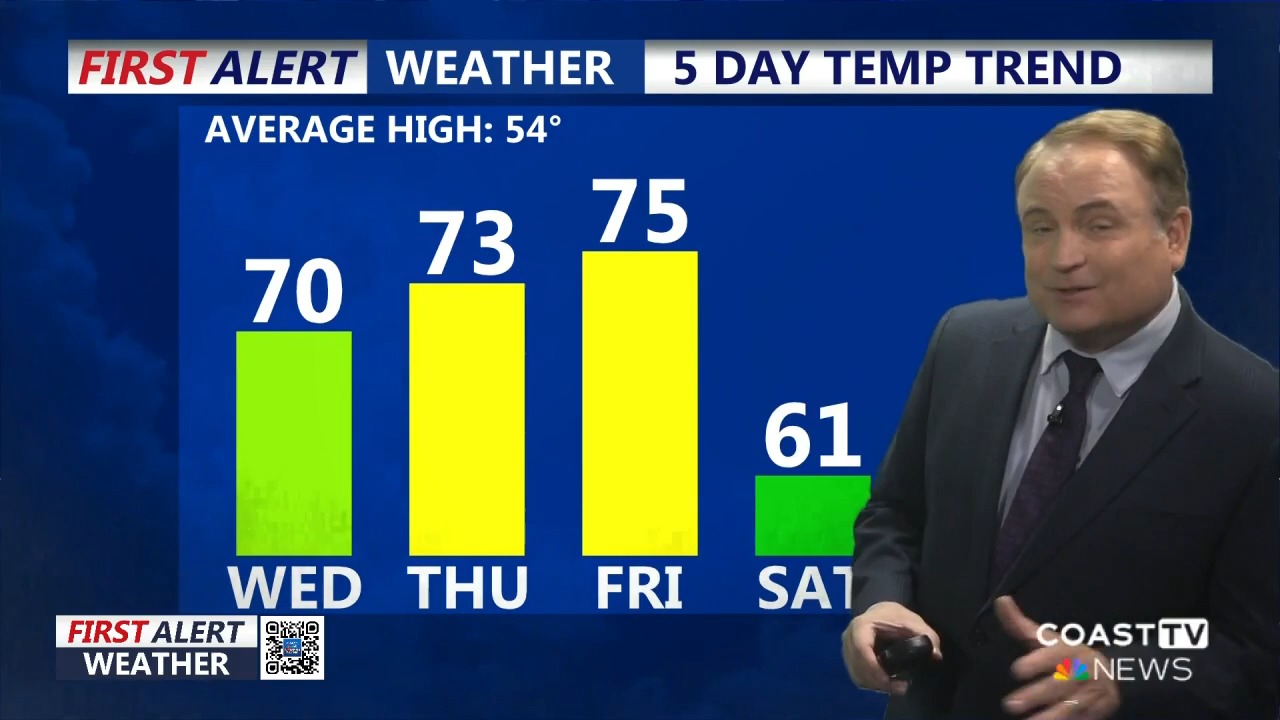 FIRST ALERT WEATHER 5 DAY TEMP TREND
AVERAGE HIGH: 54°
70 73 75 61
WED THU FRI SAT
FIRST ALERT
WEATHER
COAST TV
NEWS